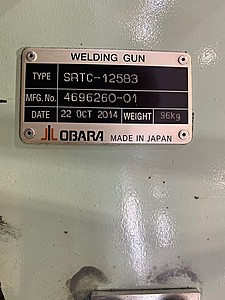 WELDING GUN
TYPE SRTC-12583
MFG.No. 4696260-01
DATE 22 OCT 2014 WEIGHT 96kg
OBARA MADE IN JAPAN